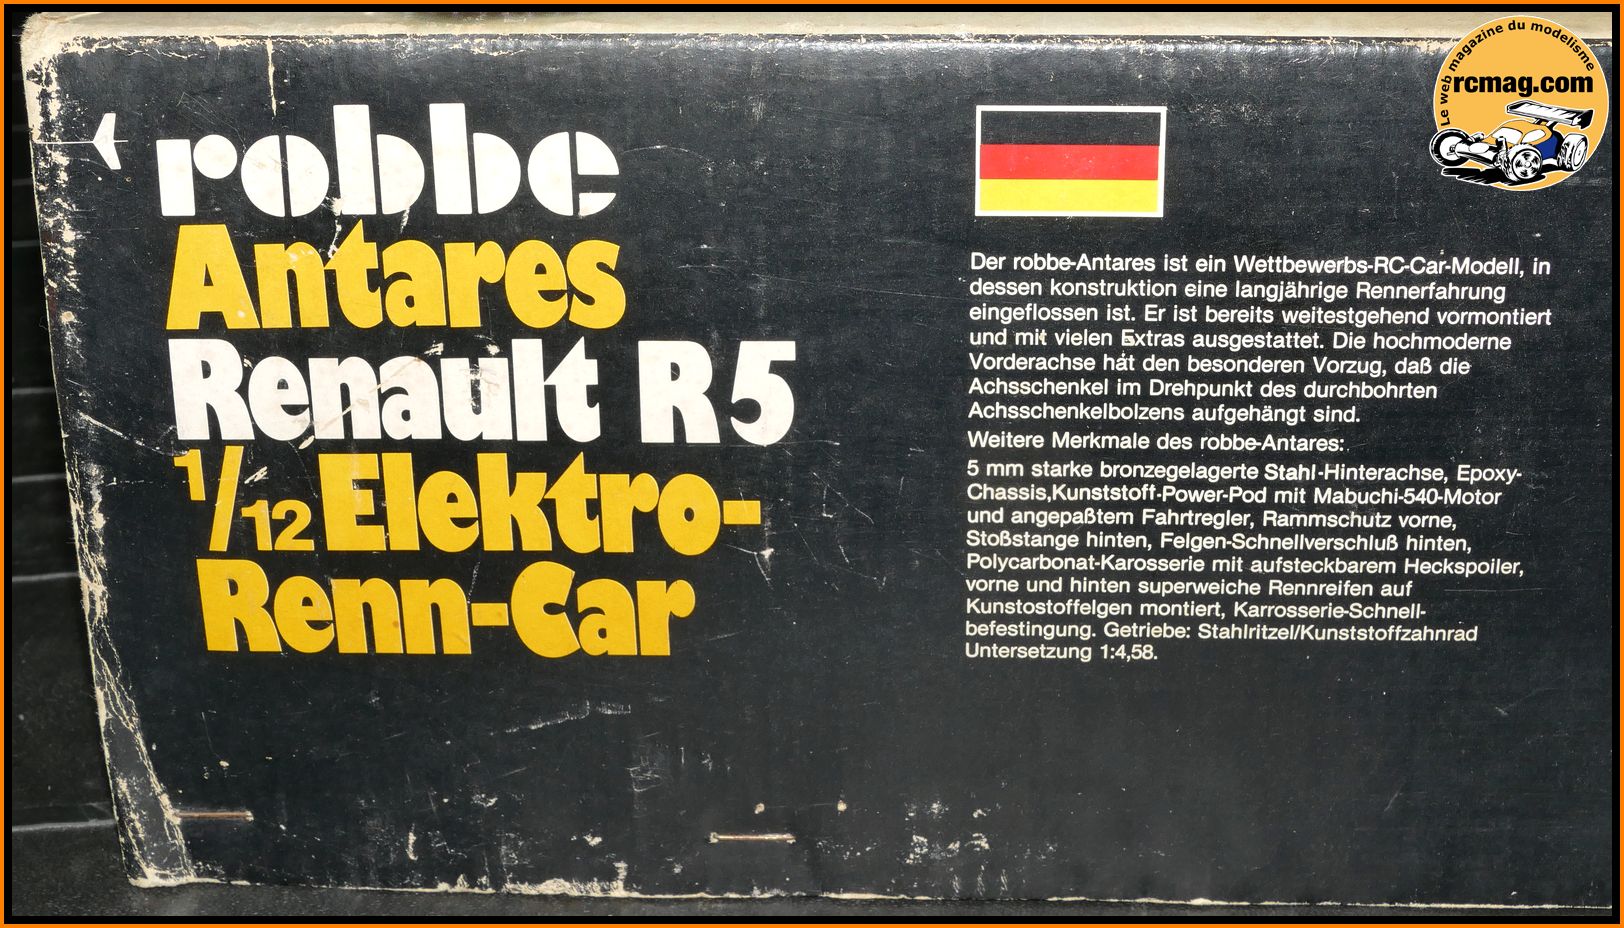 Le web magazine du modelisme
rcmag.com
robbe
Antares
Renault R5
1/12 Elektro-
Renn-Car
Der robbe-Antares ist ein Wettbewerbs-RC-Car-Modell, in
dessen konstruktion eine langjährige Rennerfahrung
eingeflossen ist. Er ist bereits weitestgehend vormontiert
und mit vielen Extras ausgestattet. Die hochmoderne
Vorderachse hat den besonderen Vorzug, daß die
Achsschenkel im Drehpunkt des durchbohrten
Achsschenkelbolzens aufgehängt sind.
Weitere Merkmale des robbe-Antares:
5 mm starke bronzegelagerte Stahl-Hinterachse, Epoxy-
Chassis,Kunststoff-Power-Pod mit Mabuchi-540-Motor
und angepaßtem Fahrtregler, Rammschutz vorne,
Stoßstange hinten, Felgen-Schnellverschluß hinten,
Polycarbonat-Karosserie mit aufsteckbarem Heckspoiler,
vorne und hinten superweiche Rennreifen auf
Kunstostoffelgen montiert, Karrosserie-Schnell-
befestingung. Getriebe: Stahlritzel/Kunststoffzahnrad
Untersetzung 1:4,58.